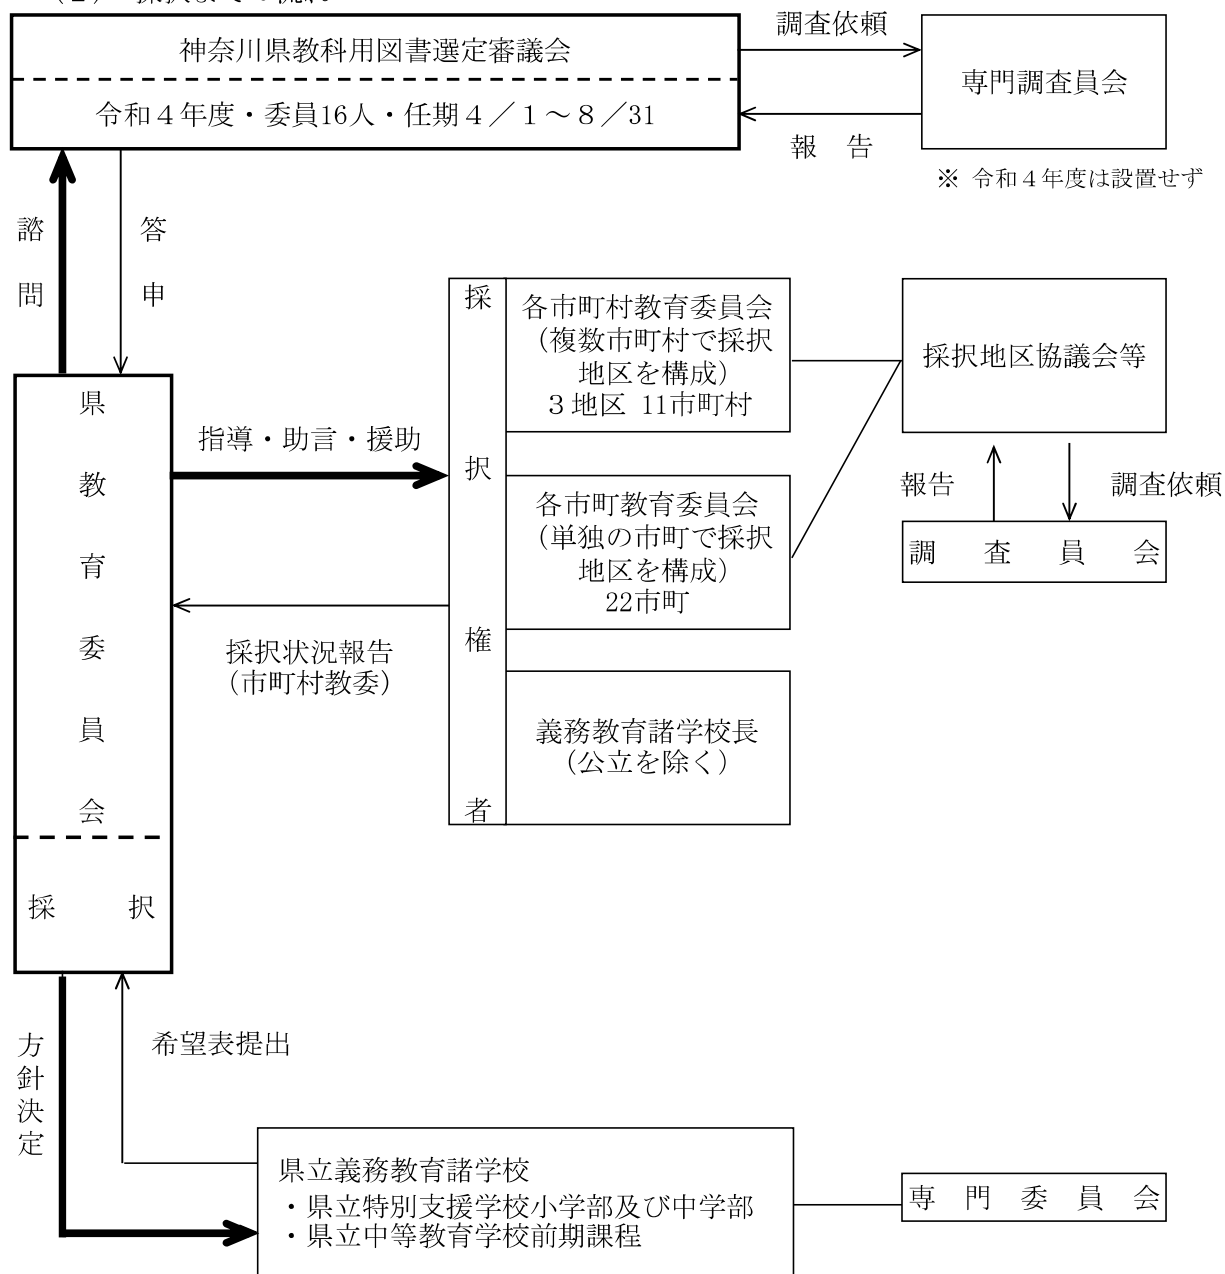 神奈川県教科用図書選定審議会
令和４年度・委員16人・任期４／１～８／31
調査依頼
報　告
専門調査員会
※ 令和４年度は設置せず
諮問
答申
県教育委員会
採択
指導・助言・援助
採択状況報告
（市町村教委）
採択権者
各市町村教育委員会
（複数市町村で採択
地区を構成）
３地区 11市町村
各市町教育委員会
（単独の市町で採択
地区を構成）
22市町
義務教育諸学校長
（公立を除く）
採択地区協議会等
報告
調査依頼
調査員会
方針決定
希望表提出
県立義務教育諸学校
・県立特別支援学校小学部及び中学部
・県立中等教育学校前期課程
専門委員会